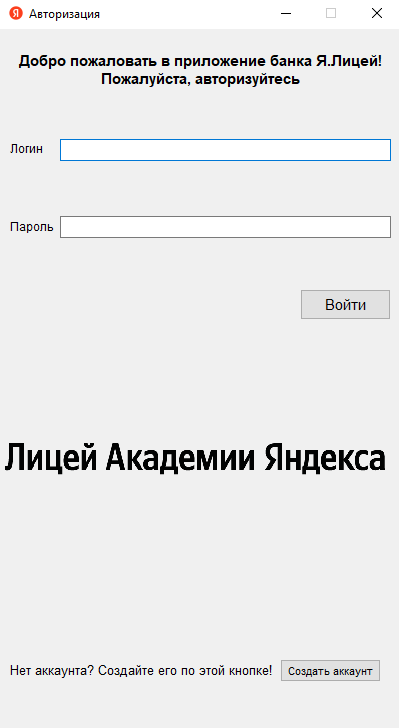 Авторизация
Добро пожаловать в приложение банка Я.Лицей!
Пожалуйста, авторизуйтесь
Логин
Пароль
Войти
Лицей Академии Яндекса
Нет аккаунта? Создайте его по этой кнопке! Создать аккаунт